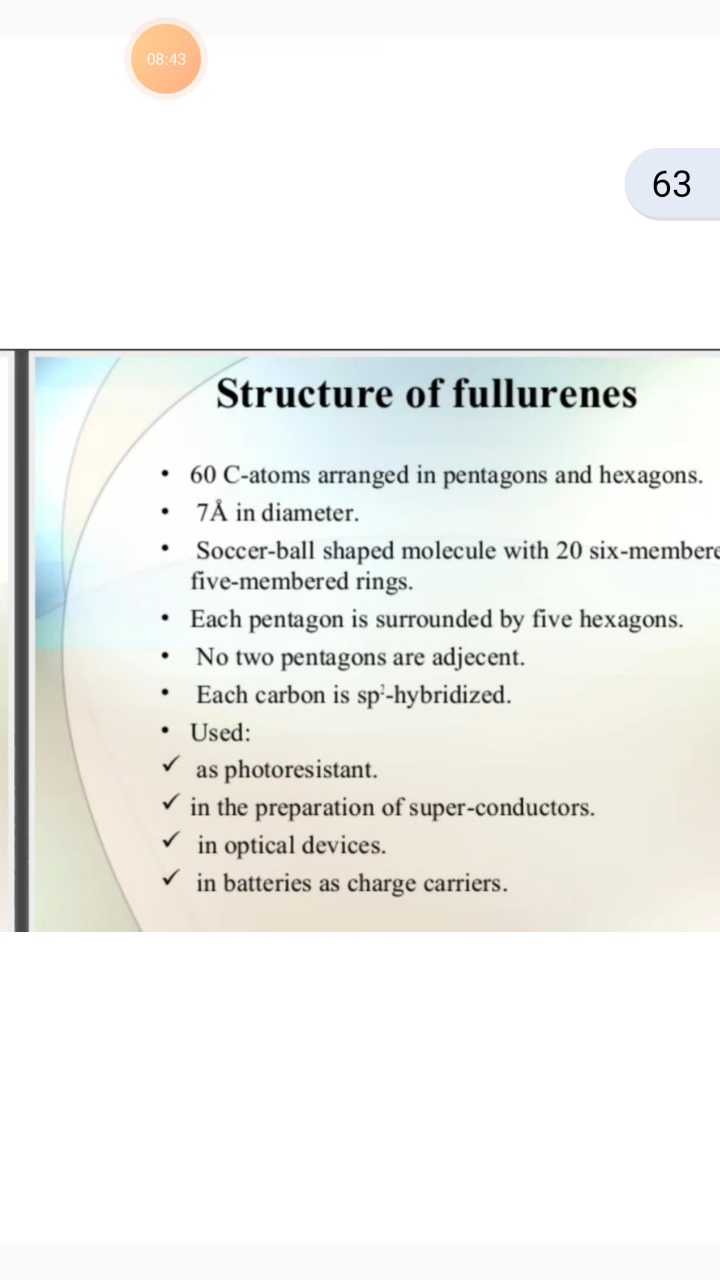 08:43
63
Structure of fullurenes
• 60 C-atoms arranged in pentagons and hexagons.
• 7Å in diameter.
• Soccer-ball shaped molecule with 20 six-membere
five-membered rings.
• Each pentagon is surrounded by five hexagons.
• No two pentagons are adjecent.
• Each carbon is sp²-hybridized.
• Used:
✓ as photoresistant.
✓ in the preparation of super-conductors.
✓ in optical devices.
✓ in batteries as charge carriers.